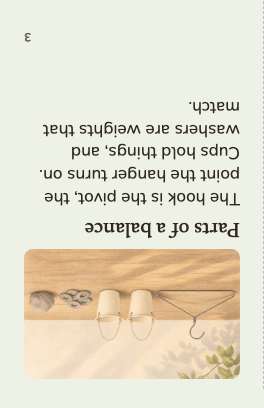 Parts of a balance
The hook is the pivot, the
point the hanger turns on.
Cups hold things, and
washers are weights that
match.
3